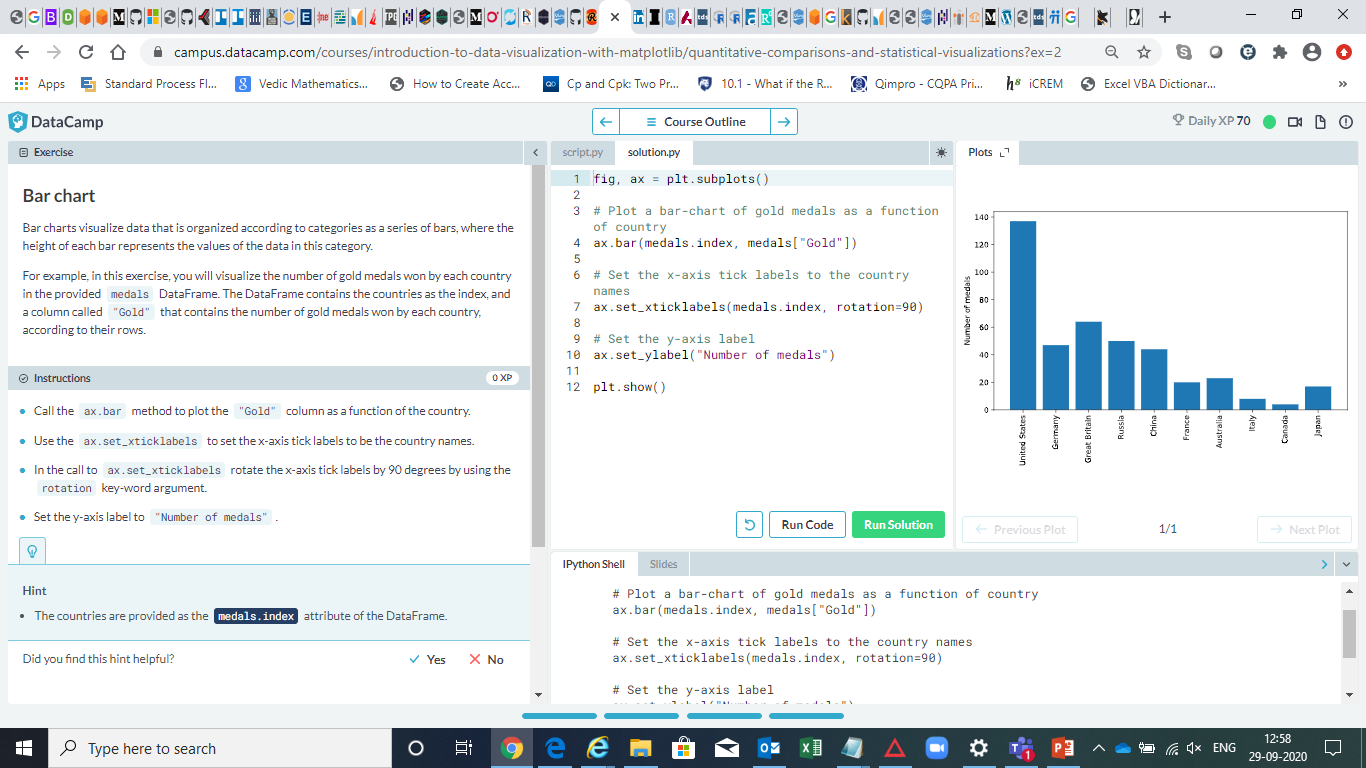 campus.datacamp.com/courses/introduction-to-data-visualization-with-matplotlib/quantitative-comparisons-and-statistical-visualizations?ex=2
Apps Standard Process Fl... Vedic Mathematics... How to Create Acc... Cp and Cpk: Two Pr... 10.1 - What if the R... Qimpro - CQPA Pri... iCREM Excel VBA Dictionar... »
DataCamp
Course Outline
Daily XP 70
Exercise
Bar chart
Bar charts visualize data that is organized according to categories as a series of bars, where the
height of each bar represents the values of the data in this category.
For example, in this exercise, you will visualize the number of gold medals won by each country
in the provided medals DataFrame. The DataFrame contains the countries as the index, and
a column called "Gold" that contains the number of gold medals won by each country,
according to their rows.
Instructions 0 XP
Call the ax.bar method to plot the "Gold" column as a function of the country.
Use the ax.set_xticklabels to set the x-axis tick labels to be the country names.
In the call to ax.set_xticklabels rotate the x-axis tick labels by 90 degrees by using the
rotation key-word argument.
Set the y-axis label to "Number of medals" .
Hint
The countries are provided as the medals.index attribute of the DataFrame.
Did you find this hint helpful? Yes No
script.py solution.py
1 fig, ax = plt.subplots()
2
3 # Plot a bar-chart of gold medals as a function
of country
4 ax.bar(medals.index, medals["Gold"])
5
6 # Set the x-axis tick labels to the country
names
7 ax.set_xticklabels(medals.index, rotation=90)
8
9 # Set the y-axis label
10 ax.set_ylabel("Number of medals")
11
12 plt.show()
Run Code Run Solution
Plots
Number of medals
140
120
100
80
60
40
20
0
United States
Germany
Great Britain
Russia
China
France
Australia
Italy
Canada
Japan
Previous Plot 1/1 Next Plot
IPython Shell Slides
# Plot a bar-chart of gold medals as a function of country
ax.bar(medals.index, medals["Gold"])
# Set the x-axis tick labels to the country names
ax.set_xticklabels(medals.index, rotation=90)
# Set the y-axis label
Type here to search
ENG
12:58
29-09-2020